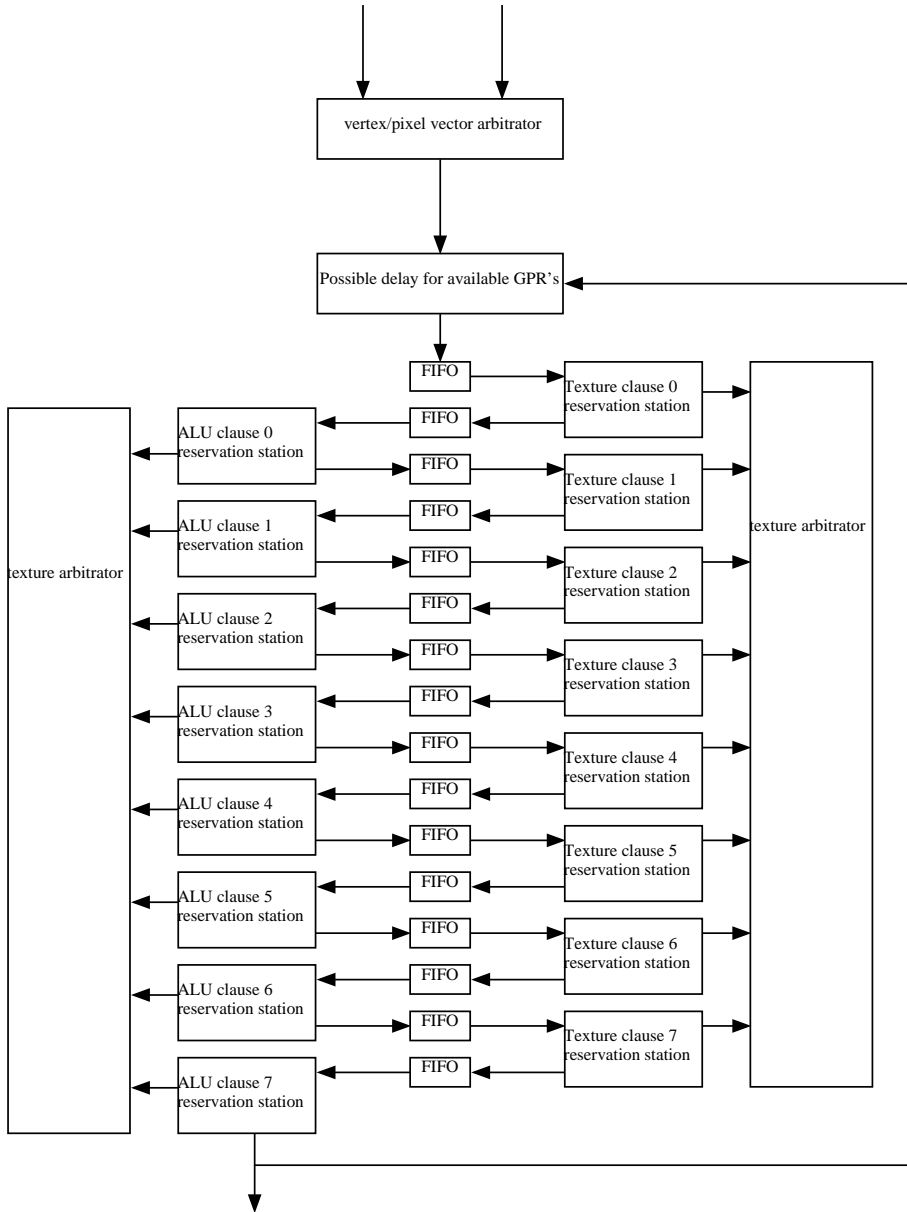 vertex/pixel vector arbitrator
Possible delay for available GPR's
FIFO
Texture clause 0
reservation station
FIFO
ALU clause 0
reservation station
FIFO
Texture clause 1
reservation station
FIFO
ALU clause 1
reservation station
texture arbitrator
texture arbitrator
FIFO
Texture clause 2
reservation station
FIFO
ALU clause 2
reservation station
FIFO
Texture clause 3
reservation station
FIFO
ALU clause 3
reservation station
FIFO
Texture clause 4
reservation station
FIFO
ALU clause 4
reservation station
FIFO
Texture clause 5
reservation station
FIFO
ALU clause 5
reservation station
FIFO
Texture clause 6
reservation station
FIFO
ALU clause 6
reservation station
FIFO
Texture clause 7
reservation station
FIFO
ALU clause 7
reservation station